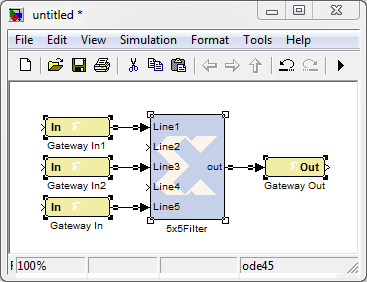 untitled *
File Edit View Simulation Format Tools Help
In
Gateway In1
In
Gateway In2
In
Gateway In
Line1
Line2
Line3
Line4
Line5
out
5x5Filter
Out
Gateway Out
100%
ode45